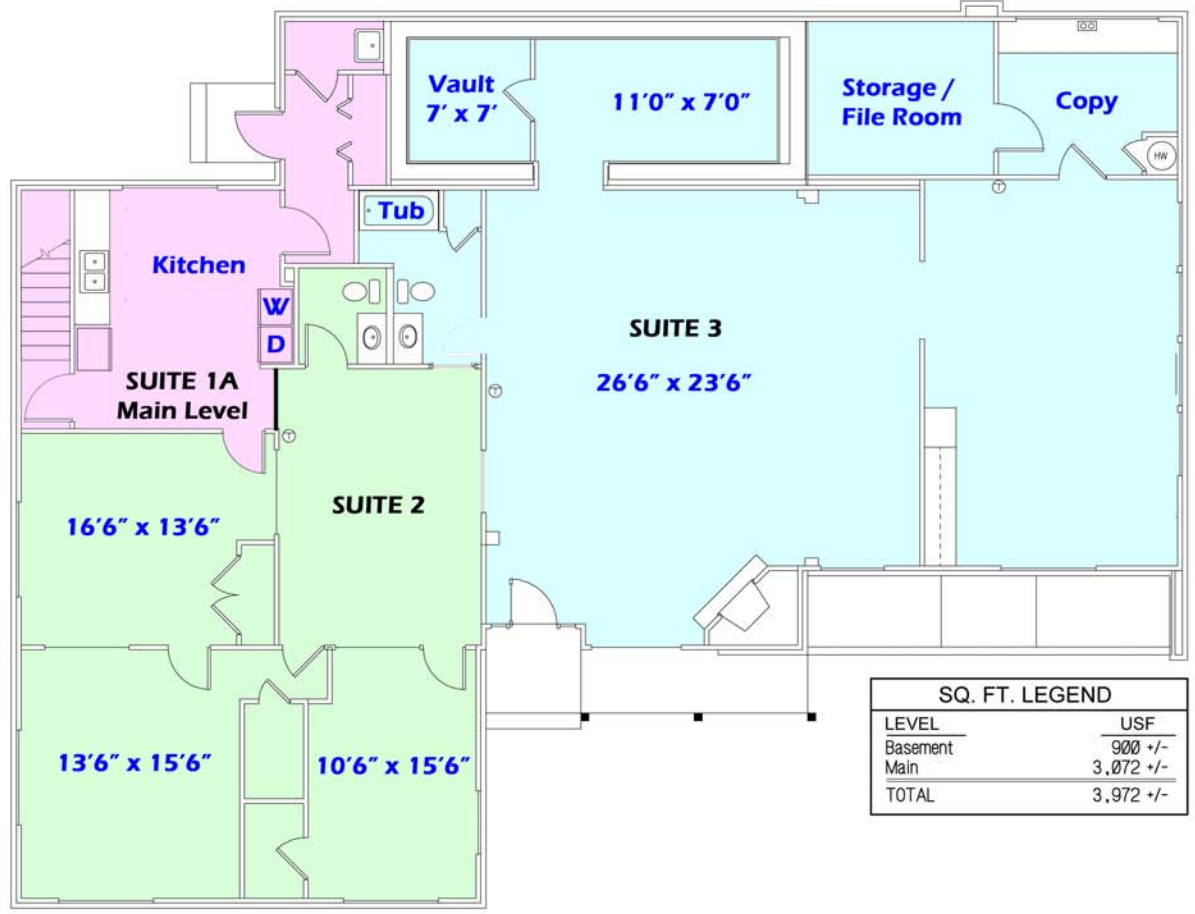 Vault
7' x 7'
11'0" x 7'0"
Storage /
File Room
Copy
HW
Tub
Kitchen
W
D
SUITE 1A
Main Level
T
T
T
SUITE 3
26'6" x 23'6"
SUITE 2
16'6" x 13'6"
13'6" x 15'6"
10'6" x 15'6"
SQ. FT. LEGEND
LEVEL USF
Basement 900 +/-
Main 3,072 +/-
TOTAL 3,972 +/-